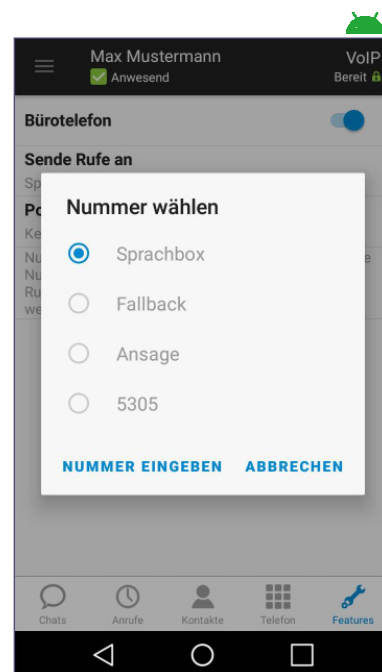 Max Mustermann
VoIP
Anwesend
Bereit
Bürotelefon
Sende Rufe an
Sp
Nummer wählen
Po
Ke
Nu
e
Nu
Ru
we
Sprachbox
Fallback
Ansage
5305
NUMMER EINGEBEN ABBRECHEN
Chats Anrufe Kontakte Telefon Features